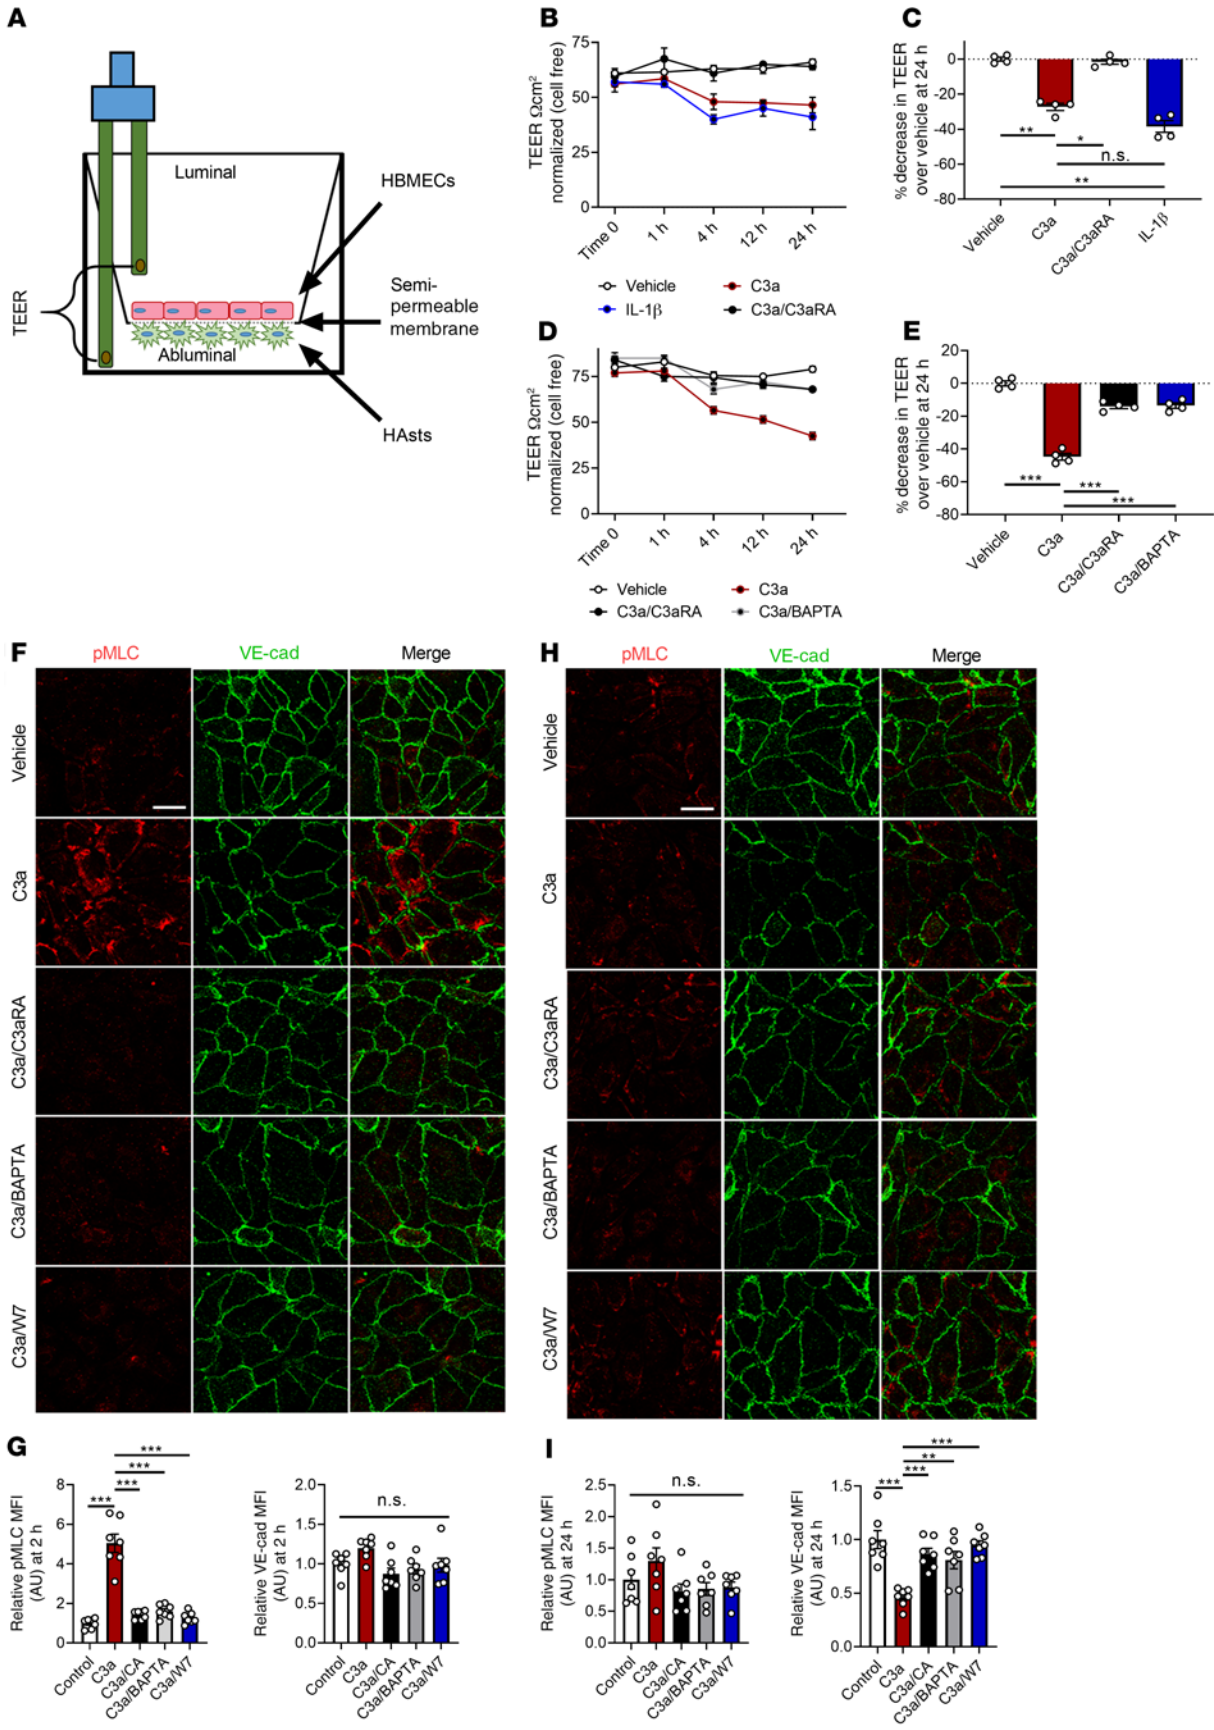 A
Luminal
HBMECs
TEER
Semi-
permeable
membrane
Abluminal
HAsts
B
TEER Ωcm²
normalized (cell free)
75
50
25
0
Time 0
1 h
4 h
12 h
24 h
Vehicle
C3a
IL-1β
C3a/C3aRA
C
% decrease in TEER
over vehicle at 24 h
0
-20
-40
-60
-80
**
*
n.s.
**
Vehicle
C3a
C3a/C3aRA
IL-1β
D
TEER Ωcm²
normalized (cell free)
75
50
25
0
Time 0
1 h
4 h
12 h
24 h
Vehicle
C3a
C3a/C3aRA
C3a/BAPTA
E
% decrease in TEER
over vehicle at 24 h
20
0
-20
-40
-60
-80
***
***
***
Vehicle
C3a
C3a/C3aRA
C3a/BAPTA
F
pMLC
VE-cad
Merge
Vehicle
C3a
C3a/C3aRA
C3a/BAPTA
C3a/W7
H
pMLC
VE-cad
Merge
Vehicle
C3a
C3a/C3aRA
C3a/BAPTA
C3a/W7
G
Relative pMLC MFI
(AU) at 2 h
8
6
4
2
0
***
***
***
***
Control
C3a
C3a/CA
C3a/BAPTA
C3a/W7
Relative VE-cad MFI
(AU) at 2 h
2.0
1.5
1.0
0.5
0.0
n.s.
Control
C3a
C3a/CA
C3a/BAPTA
C3a/W7
I
Relative pMLC MFI
(AU) at 24 h
2.5
2.0
1.5
1.0
0.5
0.0
n.s.
Control
C3a
C3a/CA
C3a/BAPTA
C3a/W7
Relative VE-cad MFI
(AU) at 24 h
1.5
1.0
0.5
0.0
***
**
***
***
Control
C3a
C3a/CA
C3a/BAPTA
C3a/W7